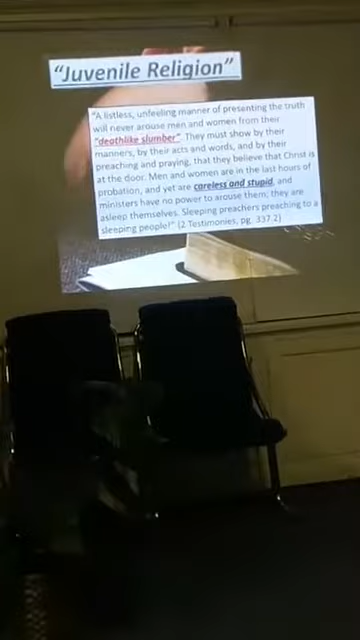 "Juvenile Religion"
"A listless, unfeeling manner of presenting the truth
will never arouse men and women from their
"deathlike slumber". They must show by their
manners, by their acts and words, and by their
preaching and praying, that they believe that Christ is
at the door. Men and women are in the last hours of
probation, and yet are careless and stupid, and
ministers have no power to arouse them; they are
asleep themselves. Sleeping preachers preaching to a
sleeping people!" (2 Testimonies, pg. 337.2)